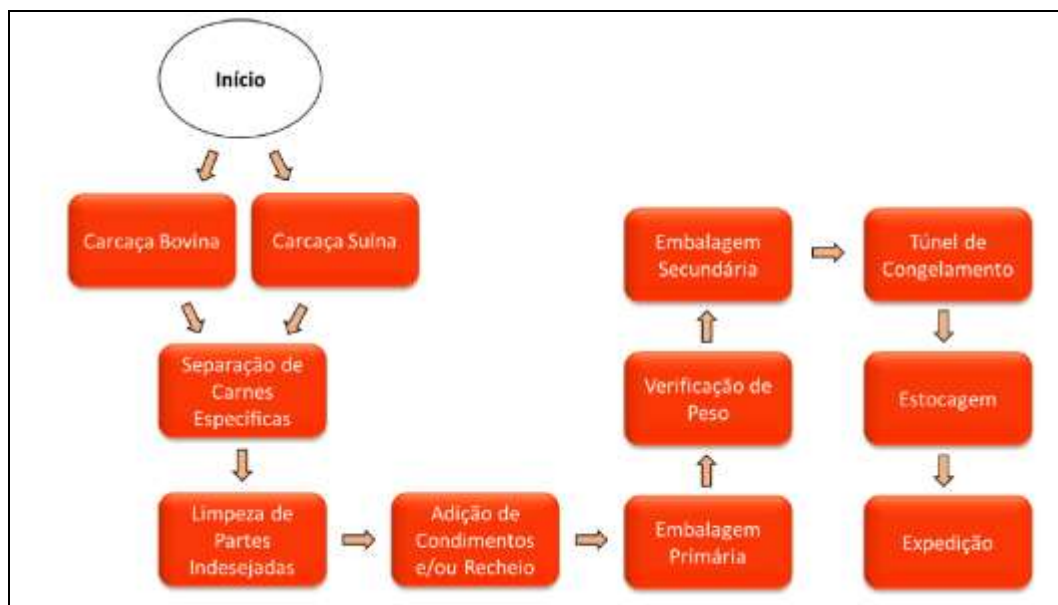 Início
Carcaça Bovina
Carcaça Suína
Separação de
Carnes
Específicas
Limpeza de
Partes
Indesejadas
Adição de
Condimentos
e/ou Recheio
Embalagem
Primária
Verificação de
Peso
Embalagem
Secundária
Túnel de
Congelamento
Estocagem
Expedição